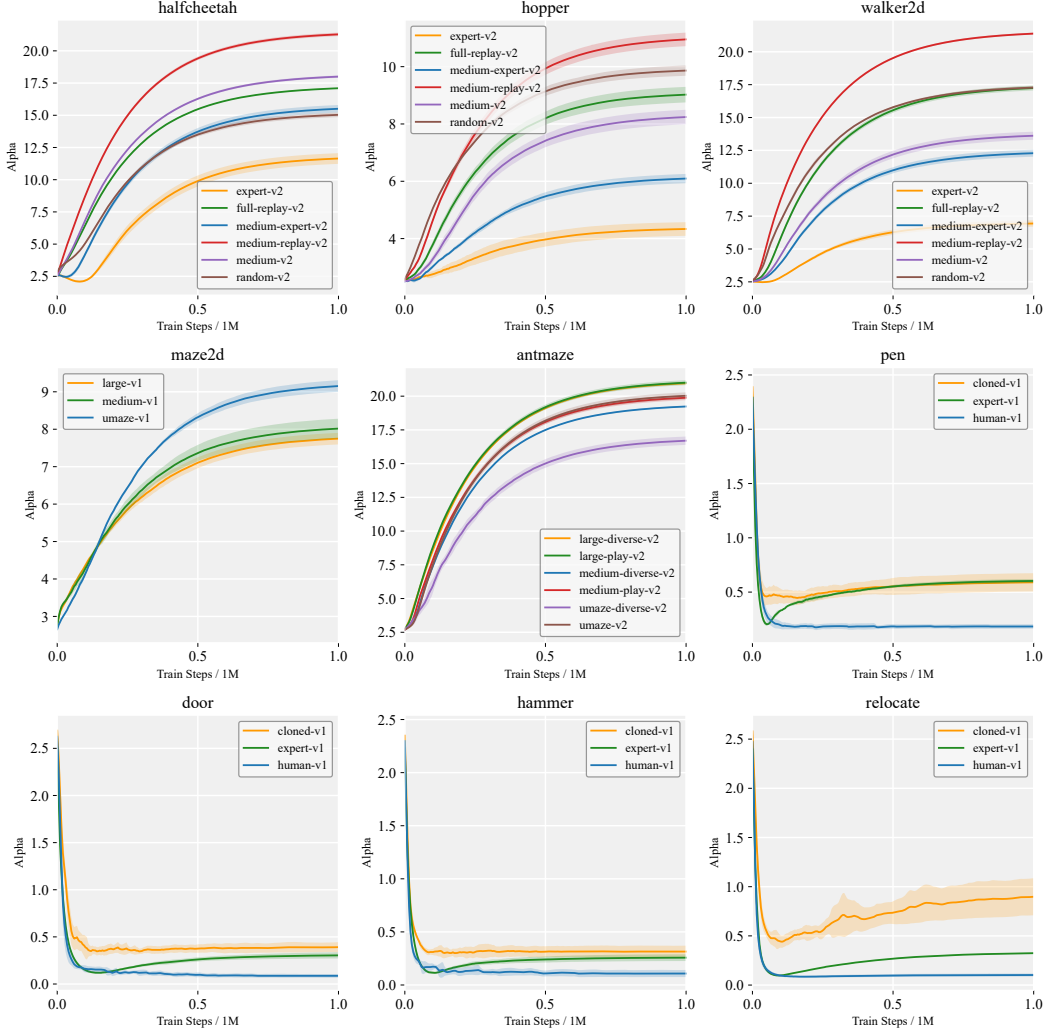 halfcheetah
Alpha
20.0
17.5
15.0
12.5
10.0
7.5
5.0
2.5
expert-v2
full-replay-v2
medium-expert-v2
medium-replay-v2
medium-v2
random-v2
0.0 0.5 1.0
Train Steps / 1M
hopper
Alpha
10
8
6
4
expert-v2
full-replay-v2
medium-expert-v2
medium-replay-v2
medium-v2
random-v2
0.0 0.5 1.0
Train Steps / 1M
walker2d
Alpha
20.0
17.5
15.0
12.5
10.0
7.5
5.0
2.5
expert-v2
full-replay-v2
medium-expert-v2
medium-replay-v2
medium-v2
random-v2
0.0 0.5 1.0
Train Steps / 1M
maze2d
Alpha
9
8
7
6
5
4
3
large-v1
medium-v1
umaze-v1
0.0 0.5 1.0
Train Steps / 1M
antmaze
Alpha
20.0
17.5
15.0
12.5
10.0
7.5
5.0
2.5
large-diverse-v2
large-play-v2
medium-diverse-v2
medium-play-v2
umaze-diverse-v2
umaze-v2
0.0 0.5 1.0
Train Steps / 1M
pen
Alpha
2.5
2.0
1.5
1.0
0.5
cloned-v1
expert-v1
human-v1
0.0 0.5 1.0
Train Steps / 1M
door
Alpha
2.5
2.0
1.5
1.0
0.5
0.0
cloned-v1
expert-v1
human-v1
0.0 0.5 1.0
Train Steps / 1M
hammer
Alpha
2.5
2.0
1.5
1.0
0.5
0.0
cloned-v1
expert-v1
human-v1
0.0 0.5 1.0
Train Steps / 1M
relocate
Alpha
2.5
2.0
1.5
1.0
0.5
0.0
cloned-v1
expert-v1
human-v1
0.0 0.5 1.0
Train Steps / 1M